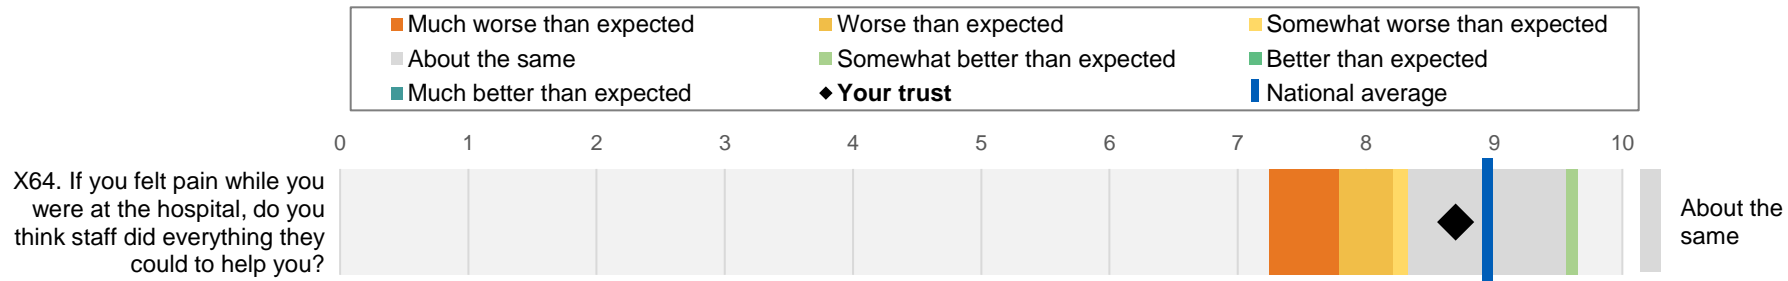 Much worse than expected
Worse than expected
Somewhat worse than expected
About the same
Somewhat better than expected
Better than expected
Much better than expected
Your trust
National average
0 1 2 3 4 5 6 7 8 9 10
X64. If you felt pain while you
were at the hospital, do you
think staff did everything they
could to help you?
About the
same